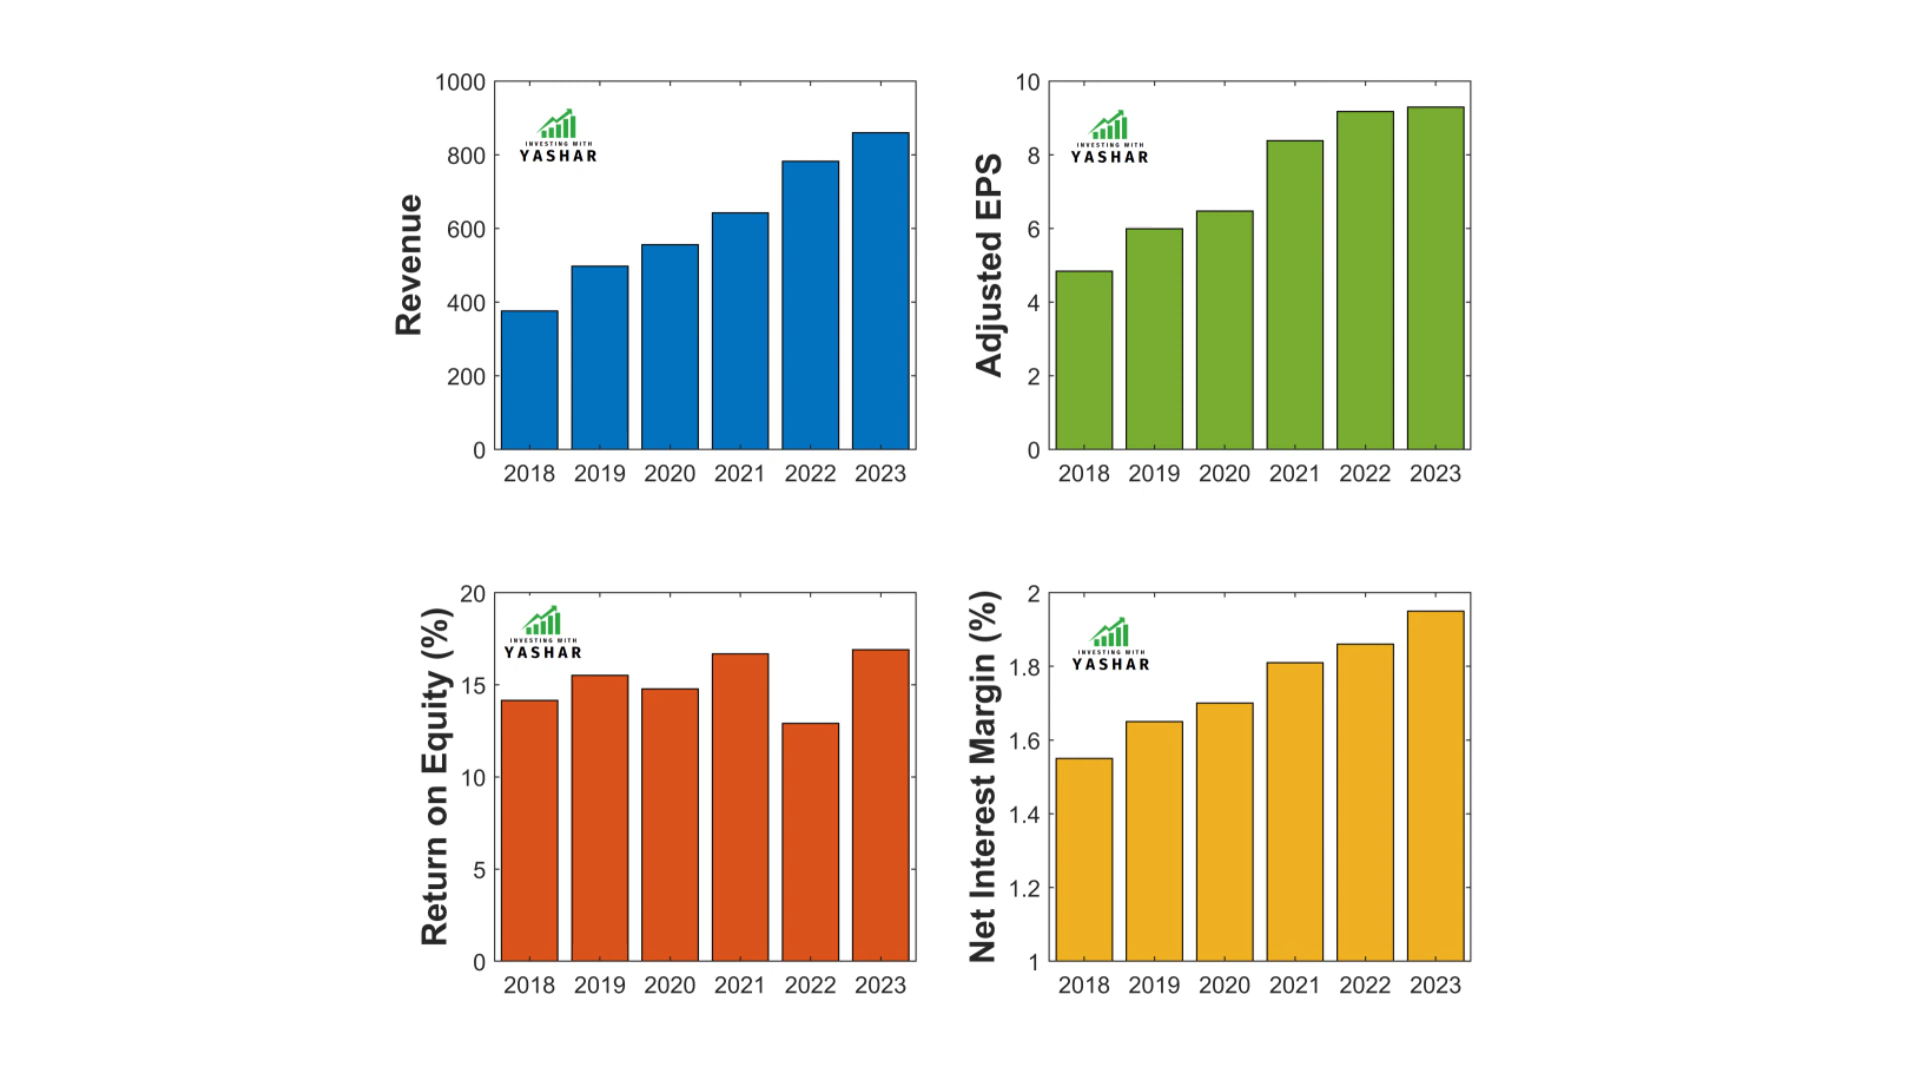 Revenue
1000
800
600
400
200
0
INVESTING WITH
YASHAR
2018 2019 2020 2021 2022 2023
Adjusted EPS
10
8
6
4
2
0
INVESTING WITH
YASHAR
2018 2019 2020 2021 2022 2023
Return on Equity (%)
20
15
10
5
0
INVESTING WITH
YASHAR
2018 2019 2020 2021 2022 2023
Net Interest Margin (%)
2
1.8
1.6
1.4
1.2
1
INVESTING WITH
YASHAR
2018 2019 2020 2021 2022 2023